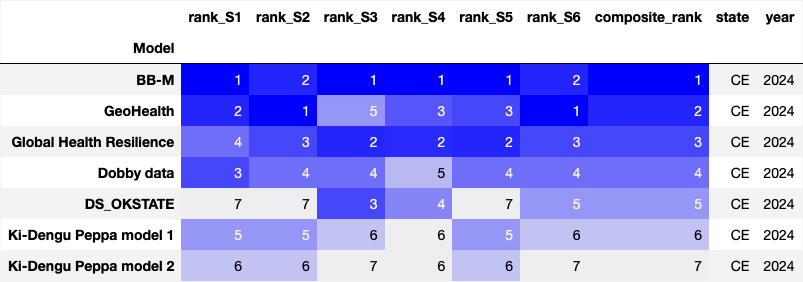 rank_S1 rank_S2 rank_S3 rank_S4 rank_S5 rank_S6 composite_rank state year
Model
BB-M 1 2 1 1 1 2 1 CE 2024
GeoHealth 2 1 5 3 3 1 2 CE 2024
Global Health Resilience 4 3 2 2 2 3 3 CE 2024
Dobby data 3 4 4 5 4 4 4 CE 2024
DS_OKSTATE 7 7 3 4 7 5 5 CE 2024
Ki-Dengu Peppa model 1 5 5 6 6 5 6 6 CE 2024
Ki-Dengu Peppa model 2 6 6 7 6 6 7 7 CE 2024